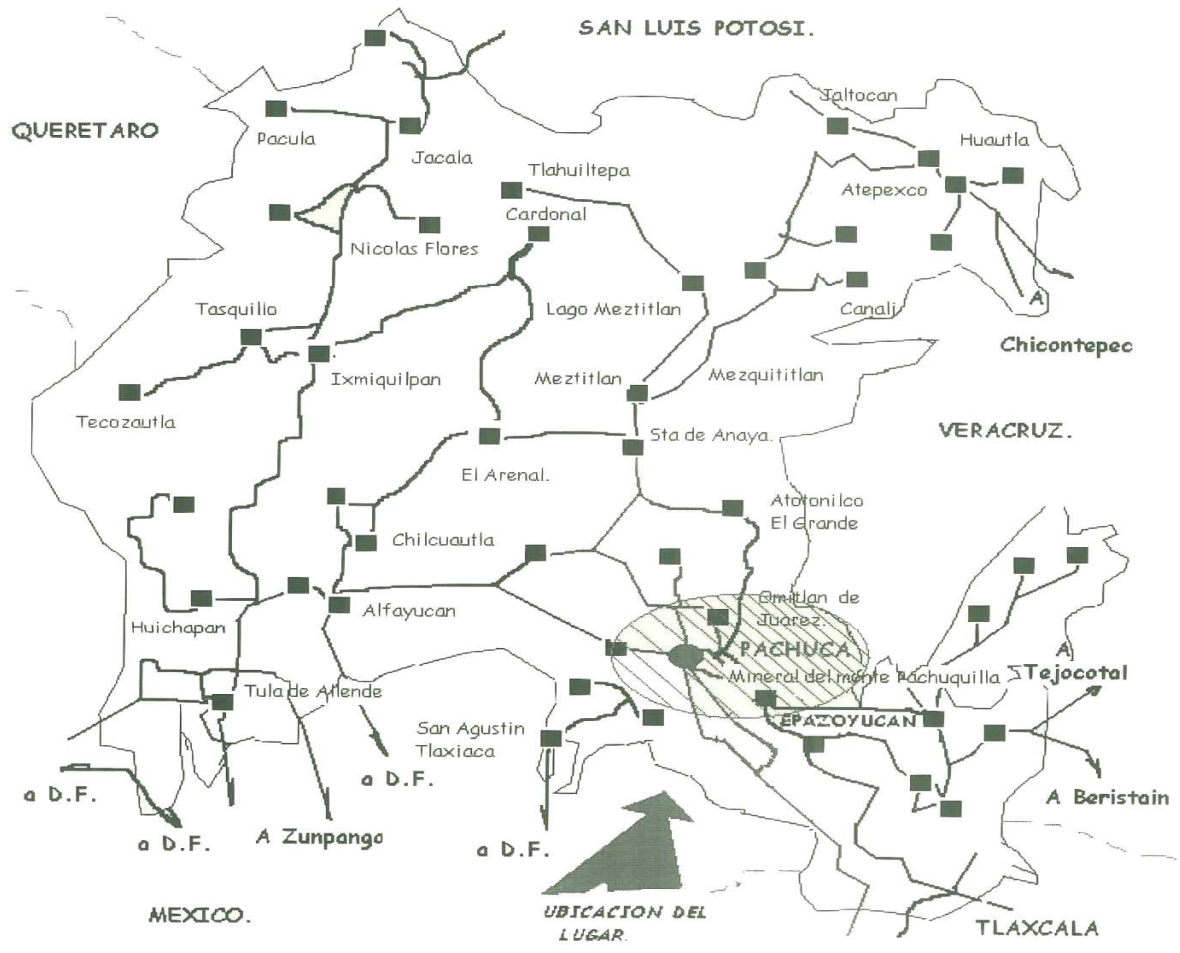 SAN LUIS POTOSI.
Jaltocan
QUERETARO
Pacula
Huautla
Jacala
Tlahuiltepa
Atepexco
Cardonal
Nicolas Flores
Tasquilio
Lago Meztitlan
Canali
A
Chicontepec
Ixmiquilpan
Meztitlan
Mezquititlan
Tecozautla
Sta de Anaya.
VERACRUZ.
El Arenal.
Atotonilco
El Grande
Chilcuautla
Omitlan de
Juarez.
Alfayucan
Huichapan
PACHUCA.
A
Tejocotal
Mineral del monte Pachuquilla
Tula de Allende
EPAZOYUCAN
San Agustin
Tlaxiaca
a D.F.
a D.F.
A Beristain
a D.F.
A Zunpango
a D.F.
MEXICO.
UBICACION DEL
LUGAR.
TLAXCALA